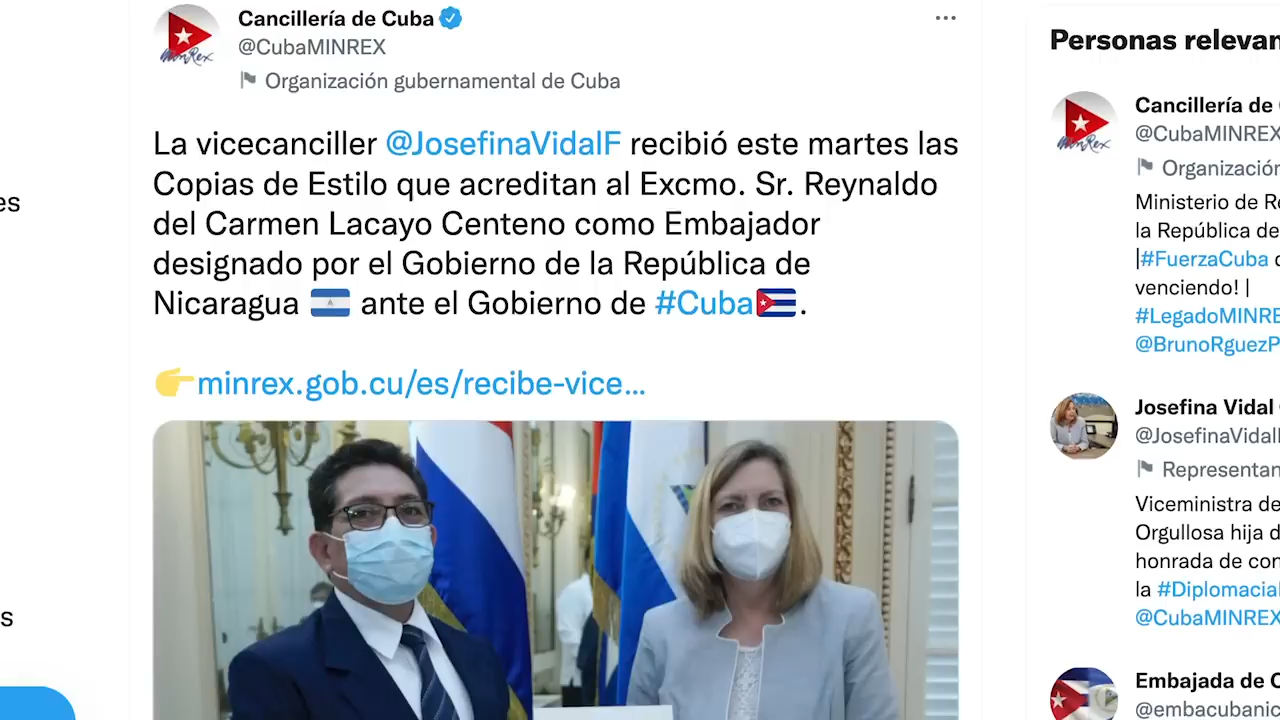 Cancillería de Cuba
@CubaMINREX
Organización gubernamental de Cuba
La vicecanciller @JosefinaVidalF recibió este martes las
Copias de Estilo que acreditan al Excmo. Sr. Reynaldo
del Carmen Lacayo Centeno como Embajador
designado por el Gobierno de la República de
Nicaragua 🇳🇮 ante el Gobierno de #Cuba🇨🇺.
👉minrex.gob.cu/es/recibe-vice…
es
s
Personas relevan
Cancillería de
@CubaMINREX
MinRex
Organización
Ministerio de Re
la República de
|#FuerzaCuba
venciendo! |
#LegadoMINRE
@BrunoRguezP
Josefina Vidal
@JosefinaVidal
Representan
Viceministra de
Orgullosa hija d
honrada de con
la #Diplomacia
@CubaMINREX
Embajada de C
@embacubanic